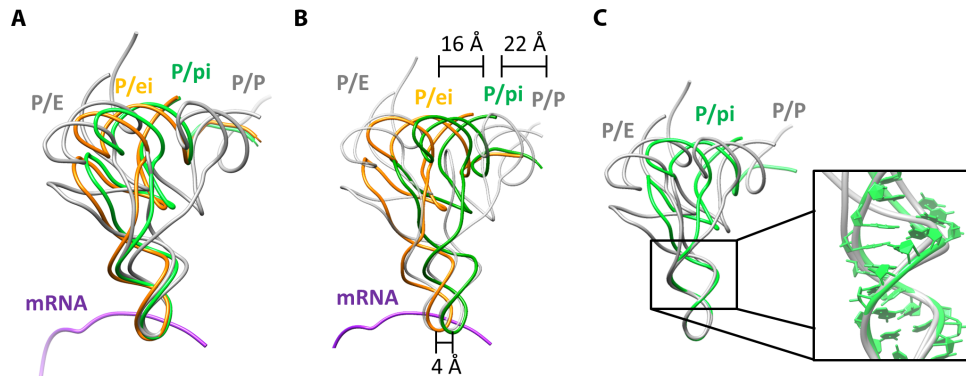 A
P/E
P/ei
P/pi
P/P
mRNA
B
16 Å
22 Å
P/ei
P/pi
P/P
P/E
mRNA
4 Å
C
P/E
P/pi
P/P